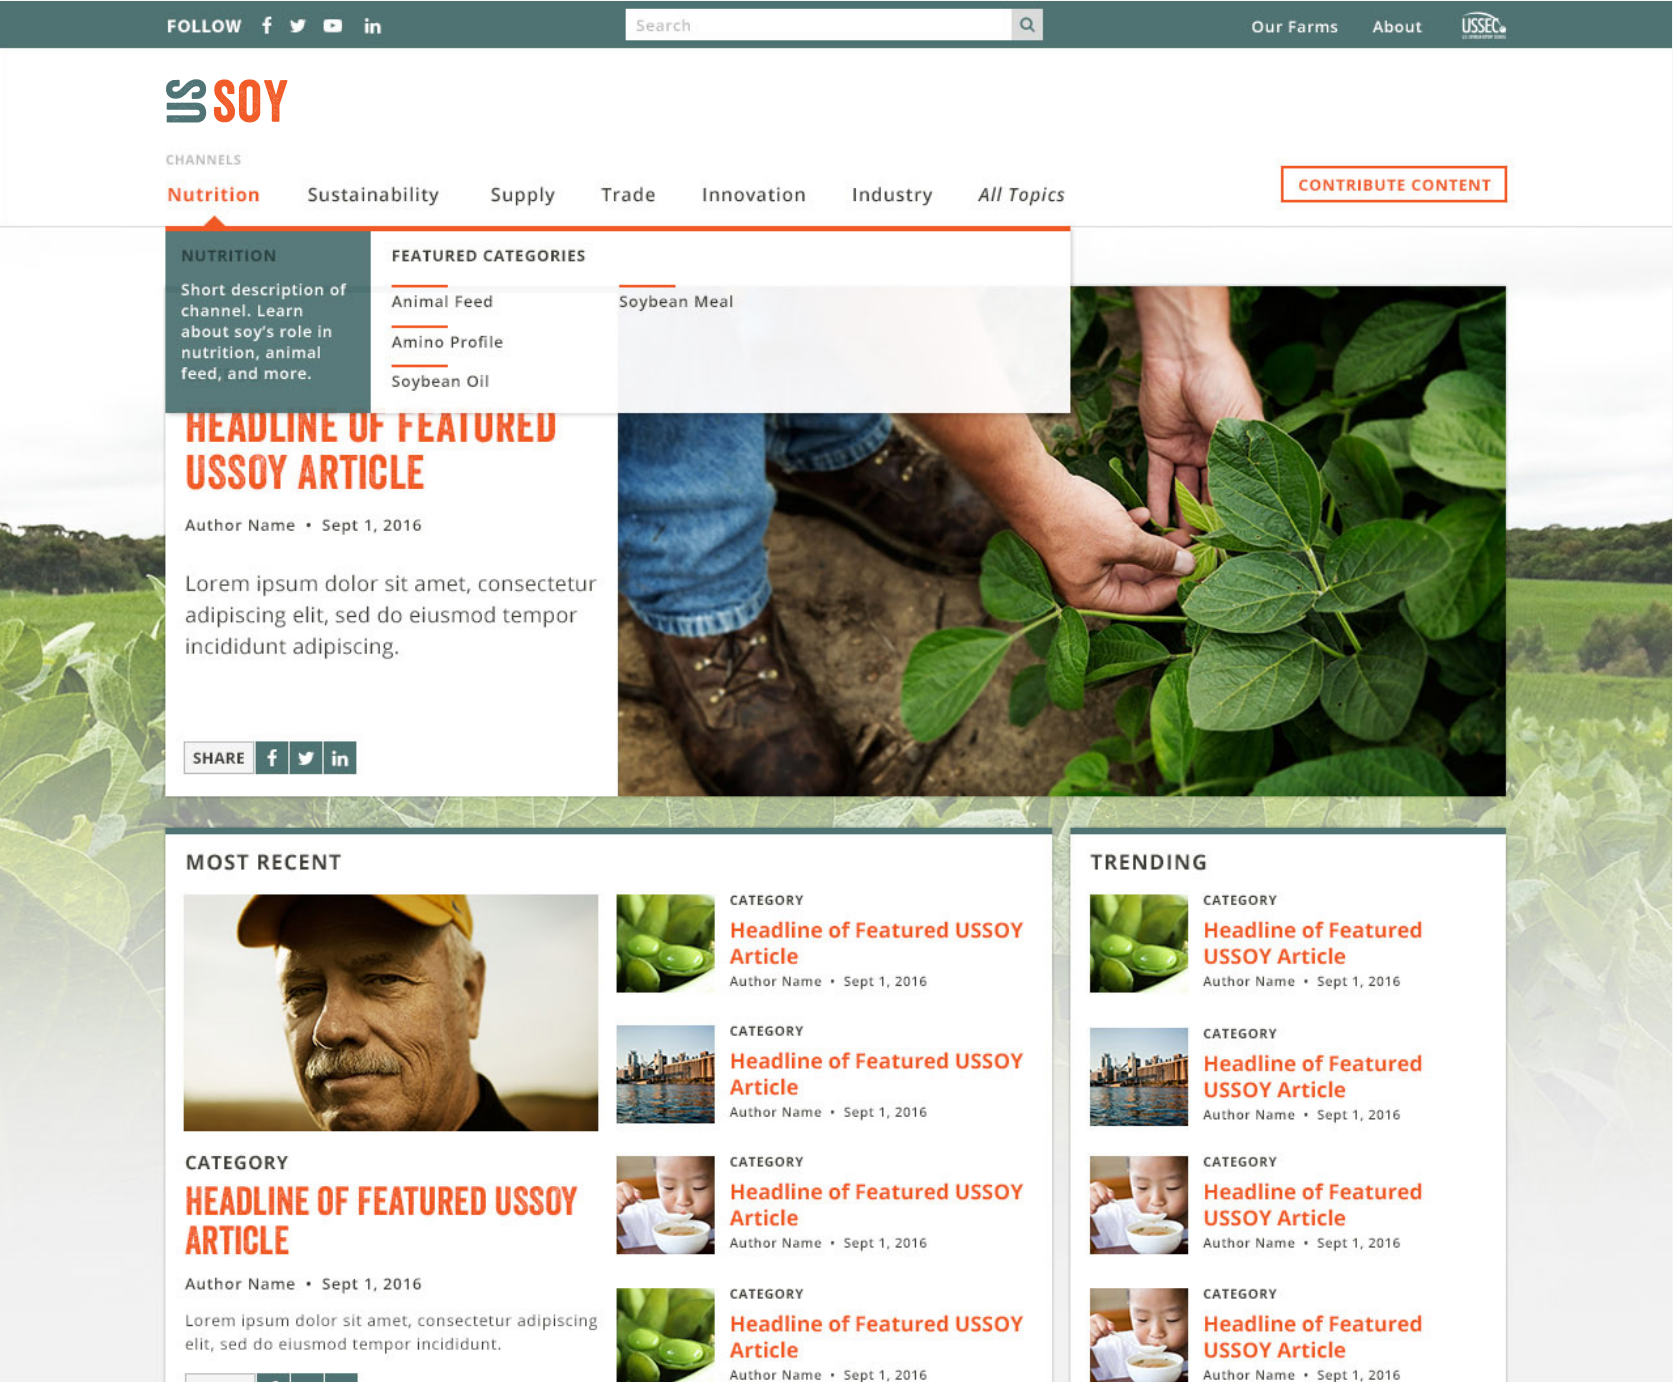 FOLLOW
Search
Our Farms
About
USSEC
US SOY
CHANNELS
Nutrition
Sustainability
Supply
Trade
Innovation
Industry
All Topics
CONTRIBUTE CONTENT
NUTRITION
Short description of
channel. Learn
about soy's role in
nutrition, animal
feed, and more.
FEATURED CATEGORIES
Animal Feed
Amino Profile
Soybean Oil
Soybean Meal
HEADLINE OF FEATURED
USSOY ARTICLE
Author Name • Sept 1, 2016
Lorem ipsum dolor sit amet, consectetur
adipiscing elit, sed do eiusmod tempor
incididunt adipiscing.
SHARE
MOST RECENT
CATEGORY
HEADLINE OF FEATURED USSOY
ARTICLE
Author Name • Sept 1, 2016
Lorem ipsum dolor sit amet, consectetur adipiscing
elit, sed do eiusmod tempor incididunt.
CATEGORY
Headline of Featured USSOY
Article
Author Name • Sept 1, 2016
CATEGORY
Headline of Featured USSOY
Article
Author Name • Sept 1, 2016
CATEGORY
Headline of Featured USSOY
Article
Author Name • Sept 1, 2016
CATEGORY
Headline of Featured USSOY
Article
Author Name • Sept 1, 2016
TRENDING
CATEGORY
Headline of Featured
USSOY Article
Author Name • Sept 1, 2016
CATEGORY
Headline of Featured
USSOY Article
Author Name • Sept 1, 2016
CATEGORY
Headline of Featured
USSOY Article
Author Name • Sept 1, 2016
CATEGORY
Headline of Featured
USSOY Article
Author Name • Sept 1, 2016